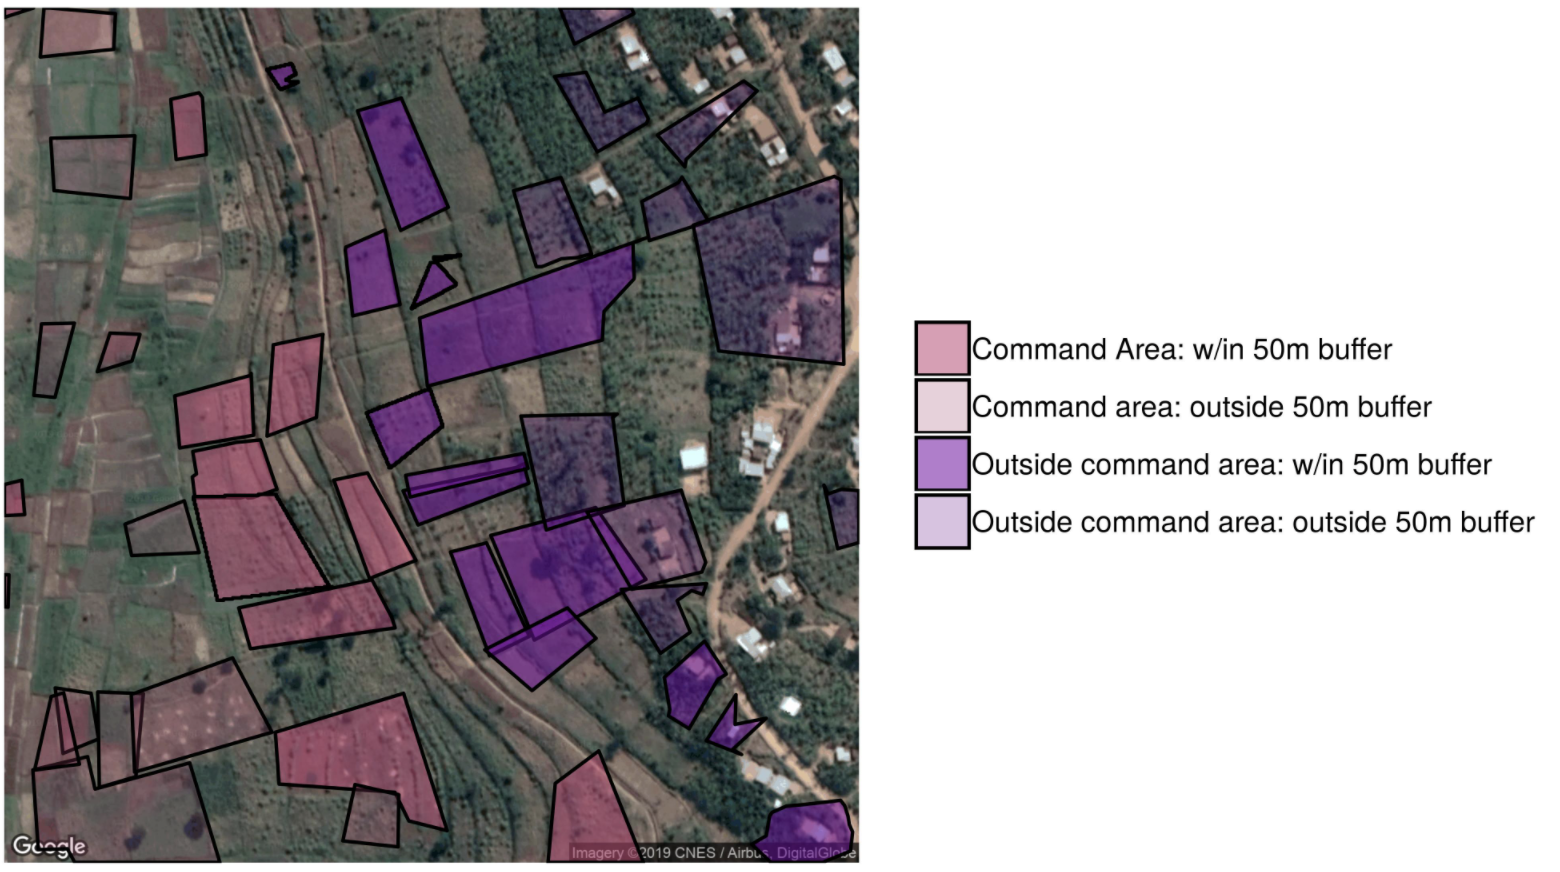 Command Area: w/in 50m buffer
Command area: outside 50m buffer
Outside command area: w/in 50m buffer
Outside command area: outside 50m buffer
Google
Imagery ©2019 CNES / Airbus, DigitalGlobe